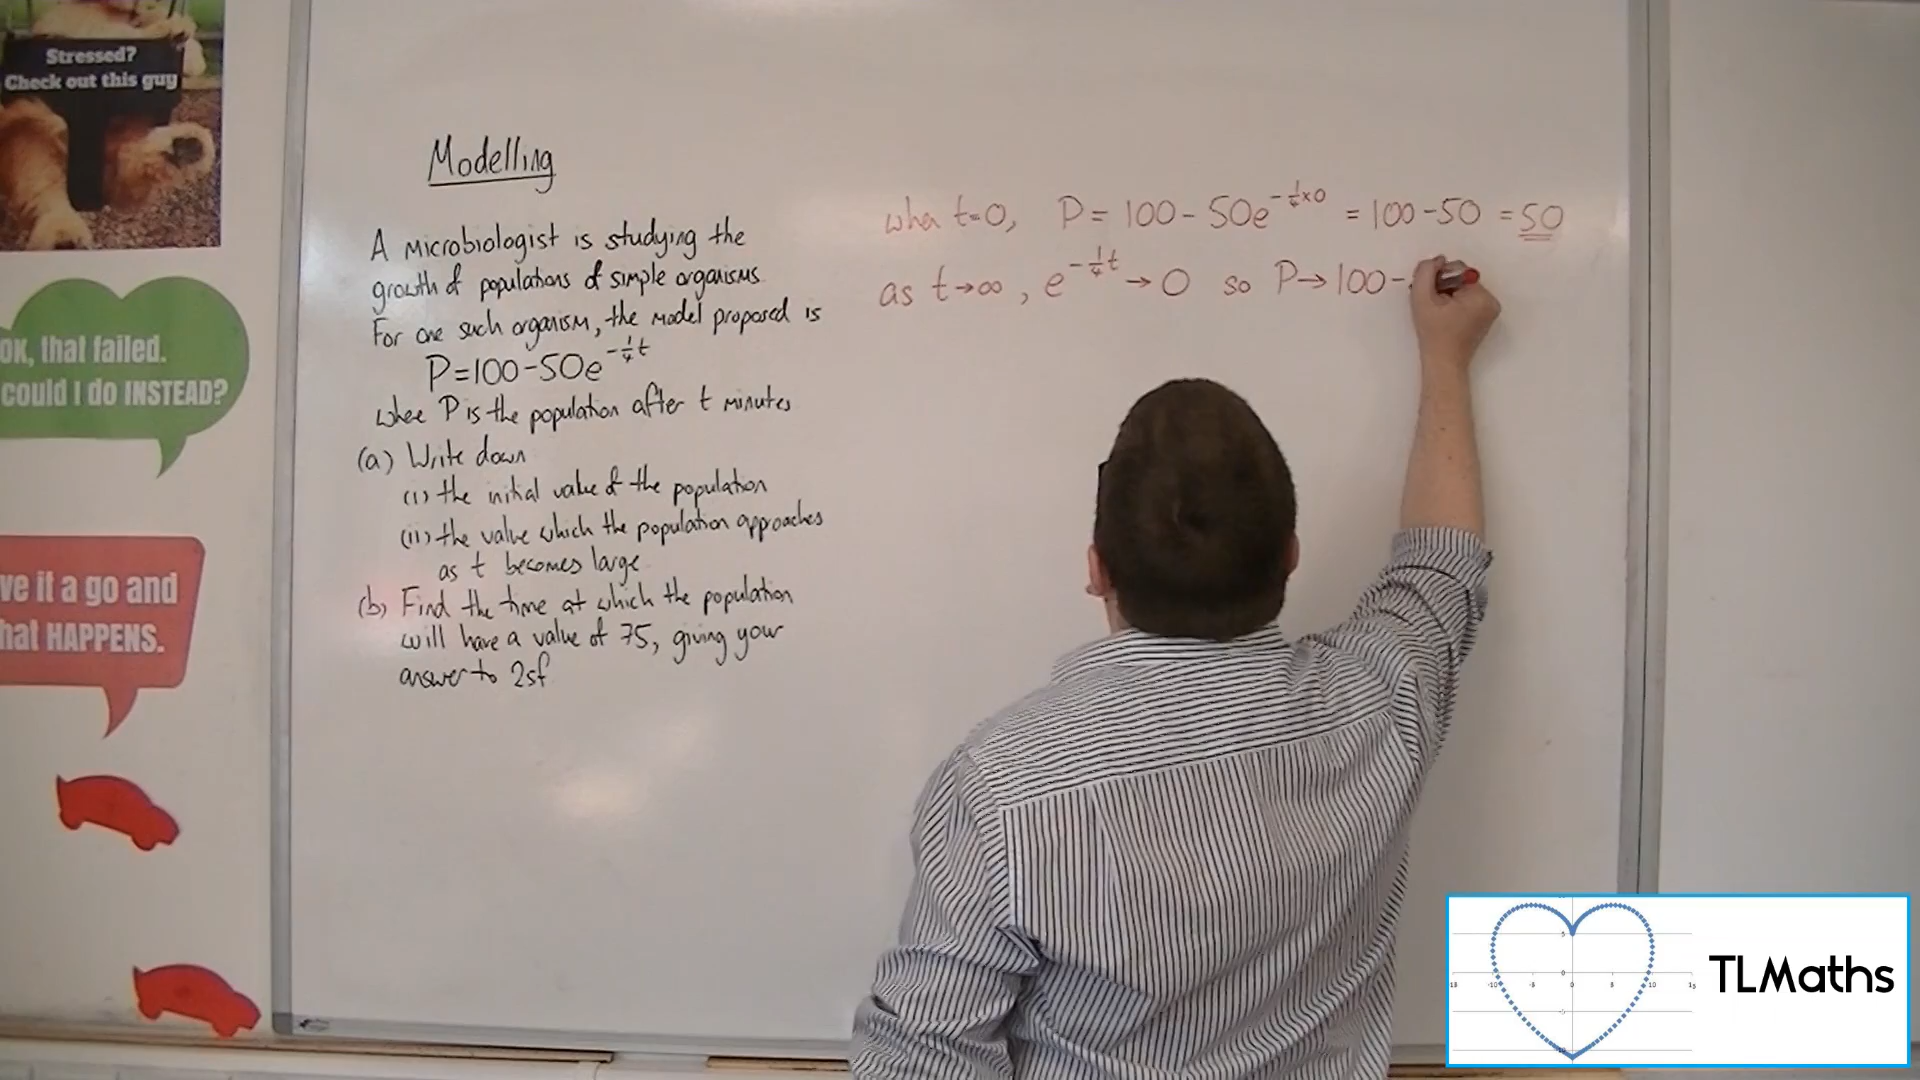 Stressed?
Check out this guy
OK, that failed.
could I do INSTEAD?
ve it a go and
hat HAPPENS.
Modelling
A microbiologist is studying the
growth of populations of simple organisms.
For one such organism, the model proposed is
P=100-50e^{-\frac{1}{4}t}
where P is the population after t minutes
(a) Write down
(i) the initial value of the population
(ii) the value which the population approaches
as t becomes large
(b) Find the time at which the population
will have a value of 75, giving your
answer to 2sf
when t=0, P = 100 - 50e^{-\frac{1}{4}×0} = 100-50 = 50
as t→∞, e^{-\frac{1}{4}t} → 0 so P→100-
TLMaths